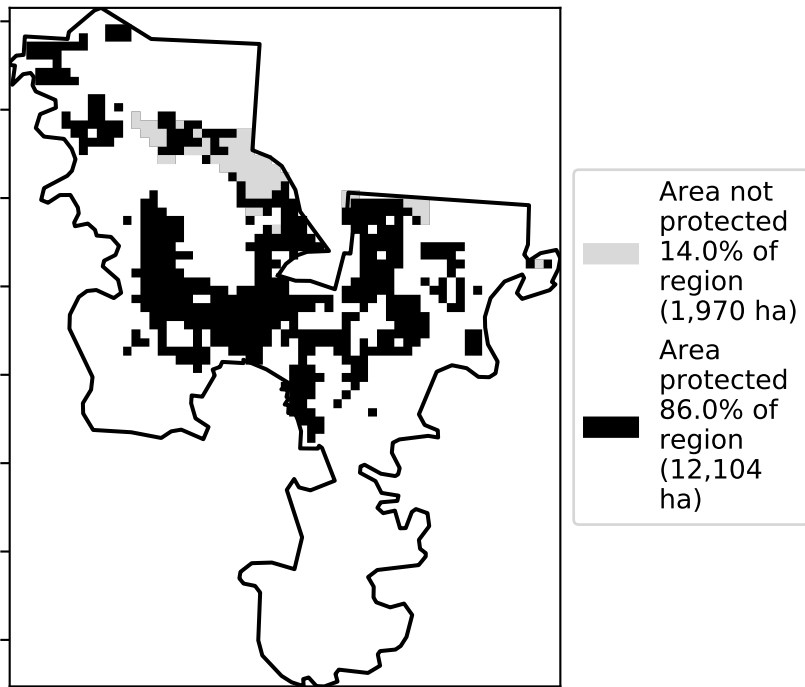 Area not
protected
14.0% of
region
(1,970 ha)
Area
protected
86.0% of
region
(12,104
ha)